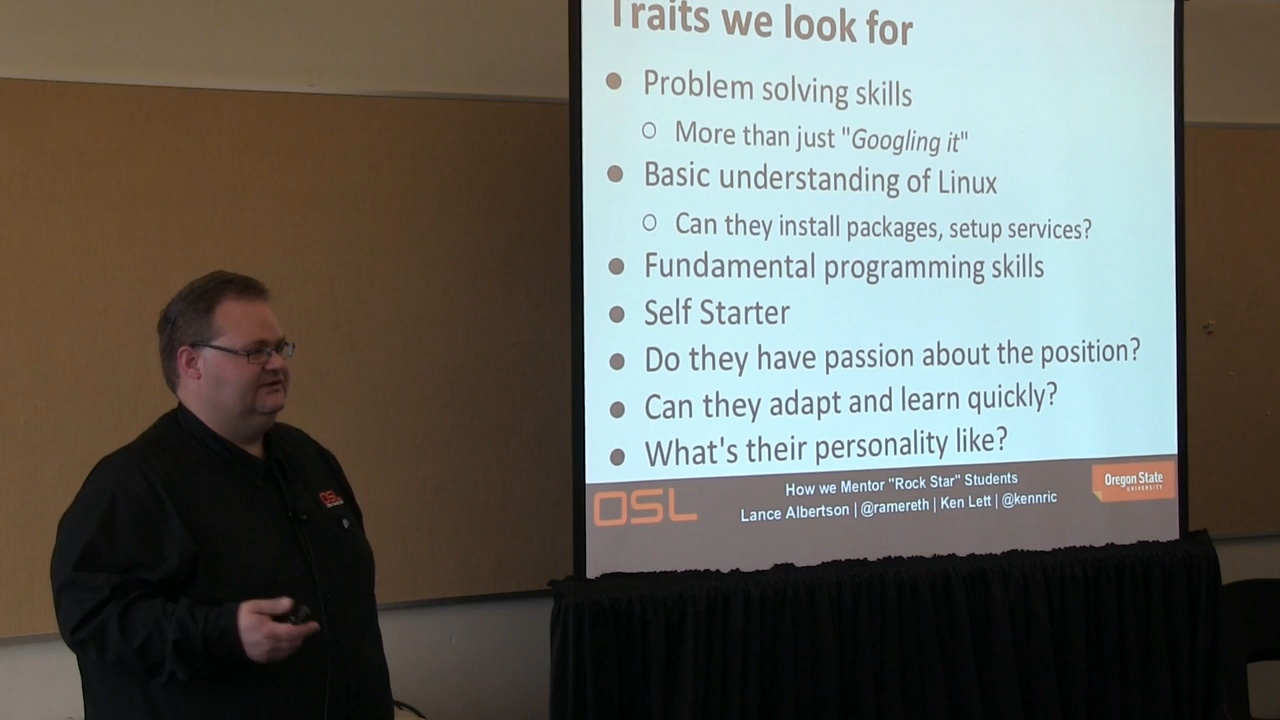 Traits we look for
● Problem solving skills
○ More than just "Googling it"
● Basic understanding of Linux
○ Can they install packages, setup services?
● Fundamental programming skills
● Self Starter
● Do they have passion about the position?
● Can they adapt and learn quickly?
● What's their personality like?
OSL
How we Mentor "Rock Star" Students
Lance Albertson | @ramereth | Ken Lett | @kennric
Oregon State
UNIVERSITY
OSL